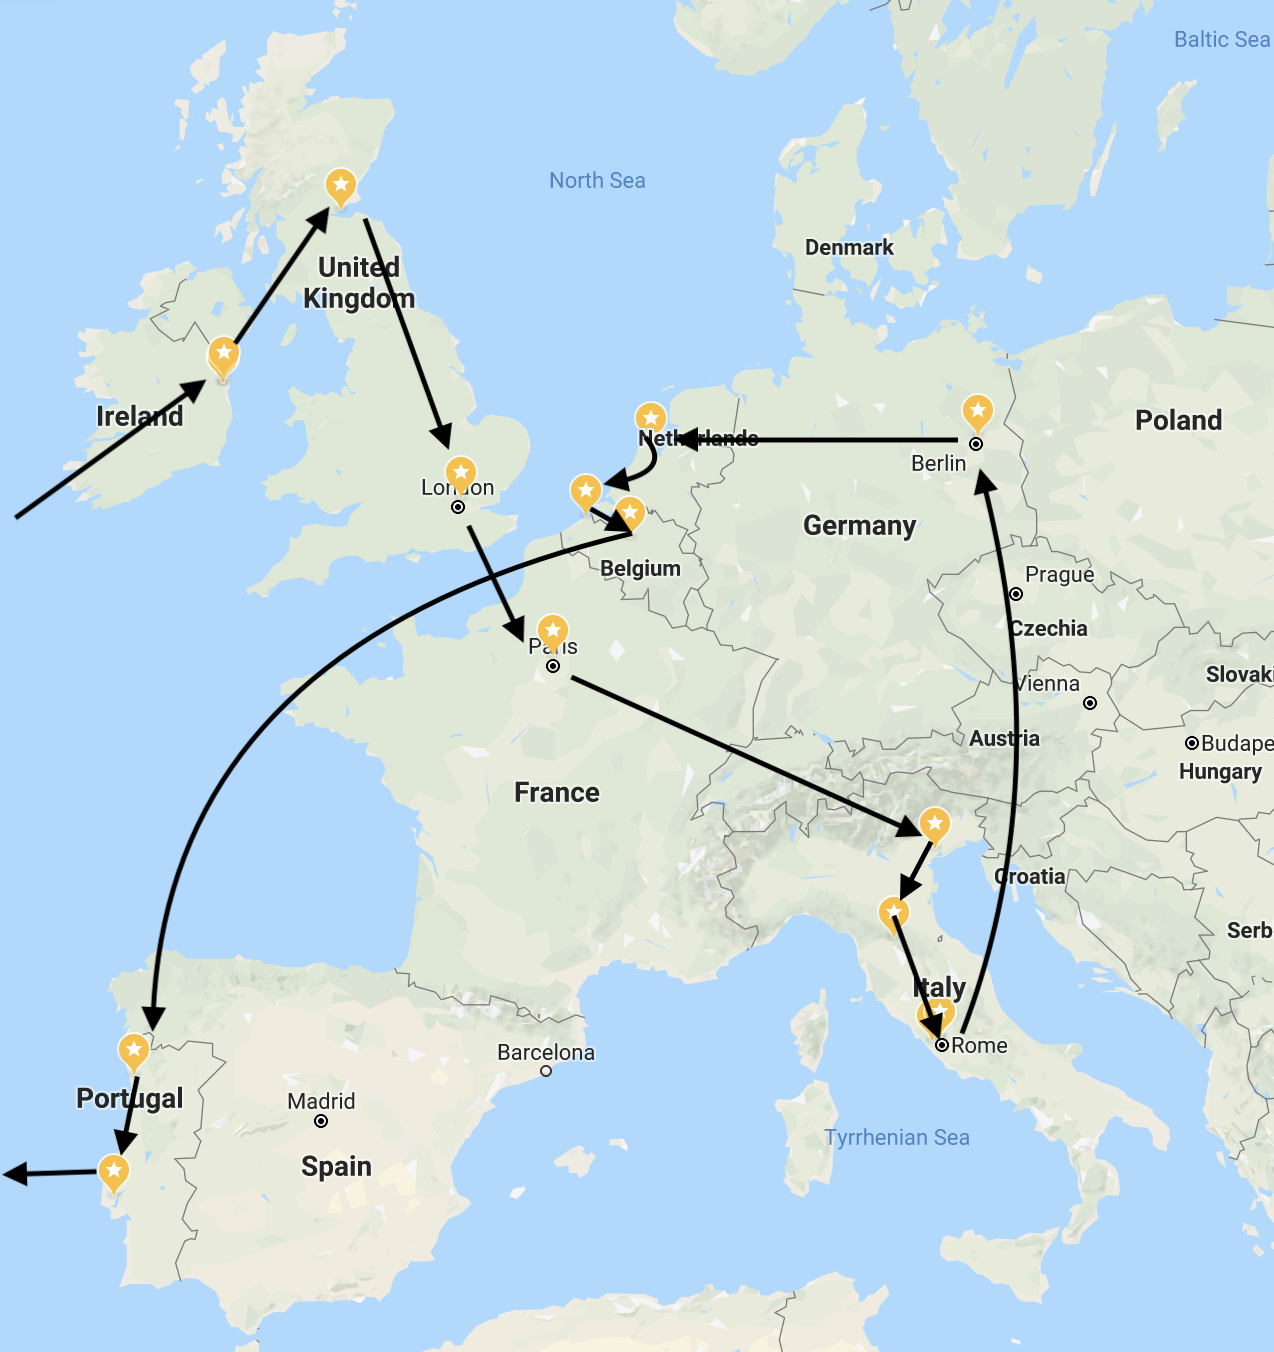 Baltic Sea
North Sea
Denmark
United
Kingdom
Ireland
Poland
Netherlands
Berlin
London
Germany
Belgium
Prague
Czechia
Paris
Slovaki
Vienna
Austria
Budape
Hungary
France
Croatia
Serb
Italy
Rome
Barcelona
Portugal
Madrid
Spain
Tyrrhenian Sea